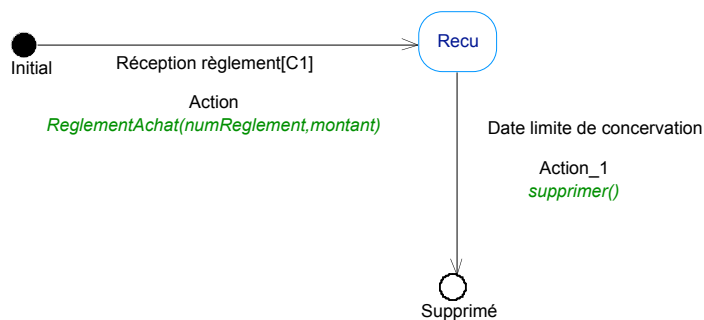 Recu
Initial
Réception règlement[C1]
Action
ReglementAchat(numReglement,montant)
Date limite de concervation
Action_1
supprimer()
Supprimé